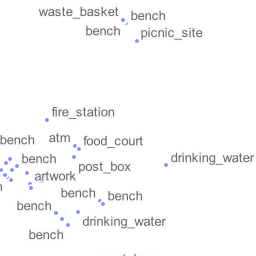 waste_basket
bench
bench
picnic_site
fire_station
bench
atm
food_court
bench
post_box
drinking_water
artwork
bench
bench
bench
drinking_water
bench